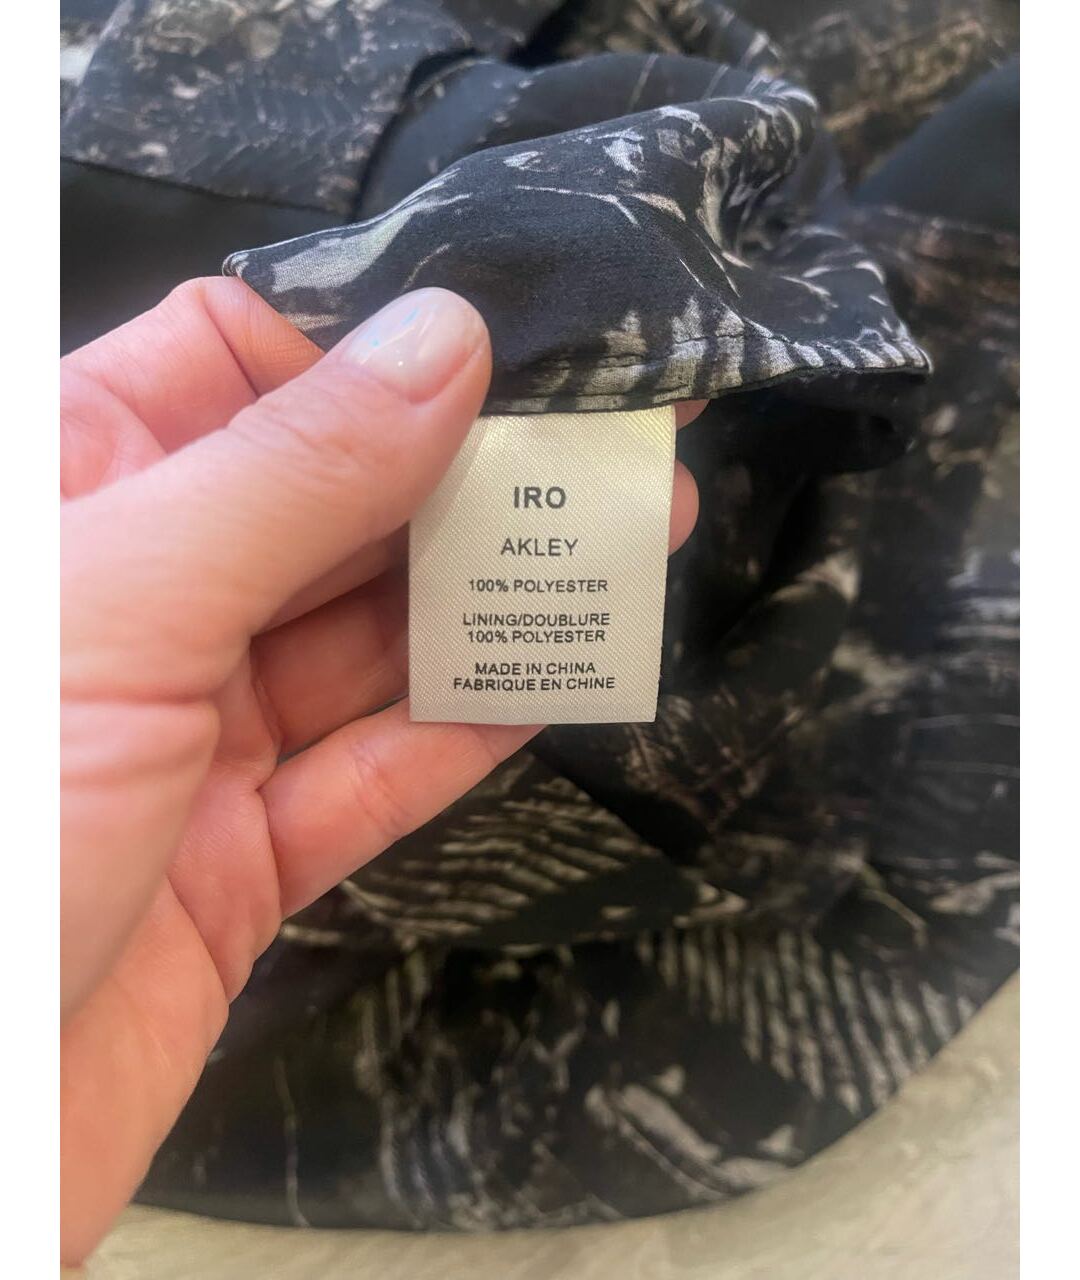 IRO
AKLEY
100% POLYESTER
LINING/DOUBLURE
100% POLYESTER
MADE IN CHINA
FABRIQUE EN CHINE